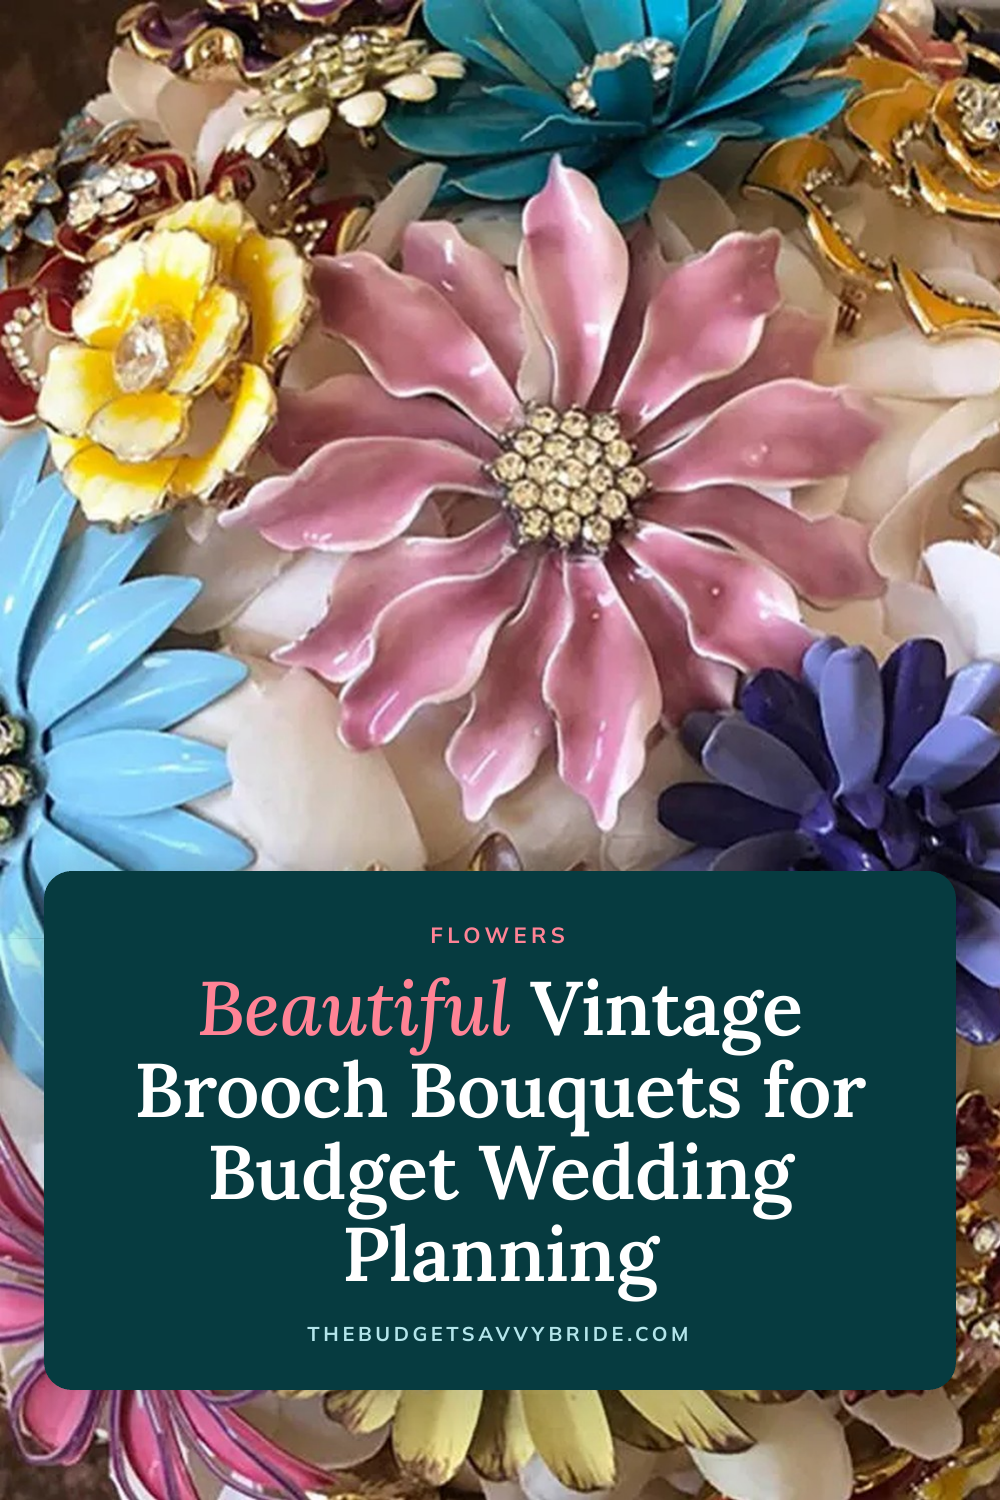 FLOWERS
Beautiful Vintage
Brooch Bouquets for
Budget Wedding
Planning
THEBUDGETSAVVYBRIDE.COM